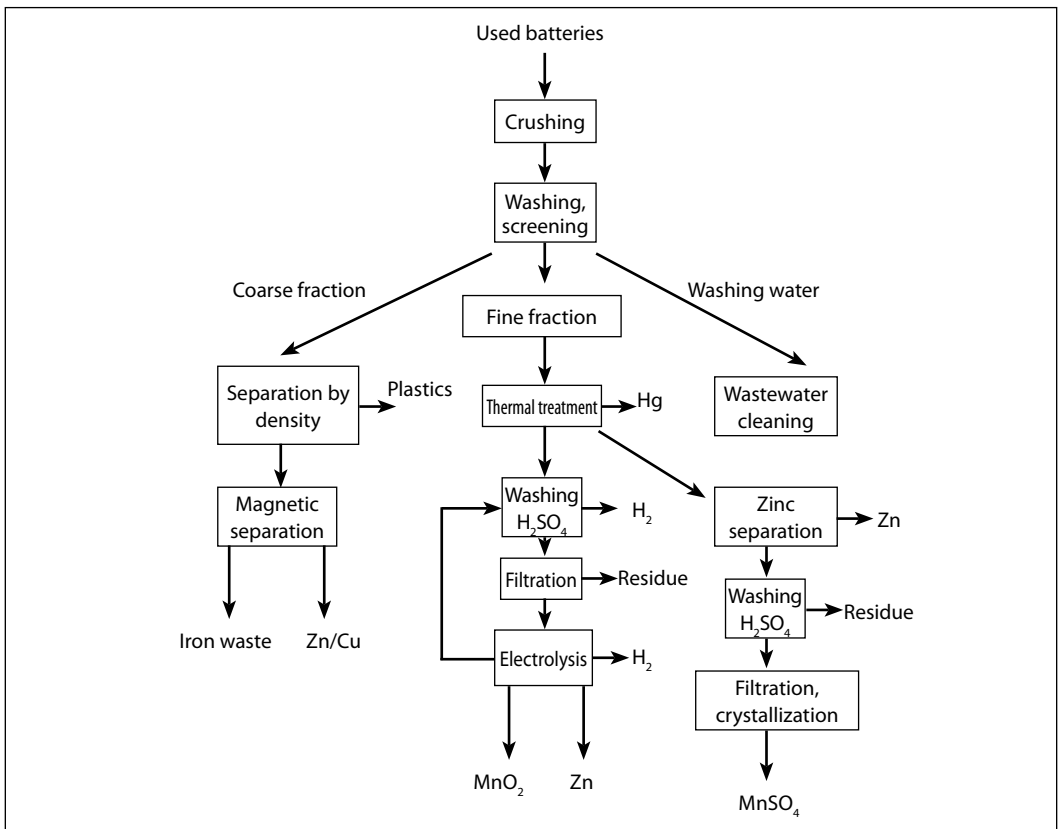 Used batteries
Crushing
Washing,
screening
Coarse fraction
Washing water
Fine fraction
Separation by
density
Plastics
Thermal treatment
Hg
Wastewater
cleaning
Magnetic
separation
Washing
H₂SO₄
H₂
Zinc
separation
Zn
Filtration
Residue
Washing
H₂SO₄
Residue
Iron waste
Zn/Cu
Electrolysis
H₂
Filtration,
crystallization
MnO₂
Zn
MnSO₄